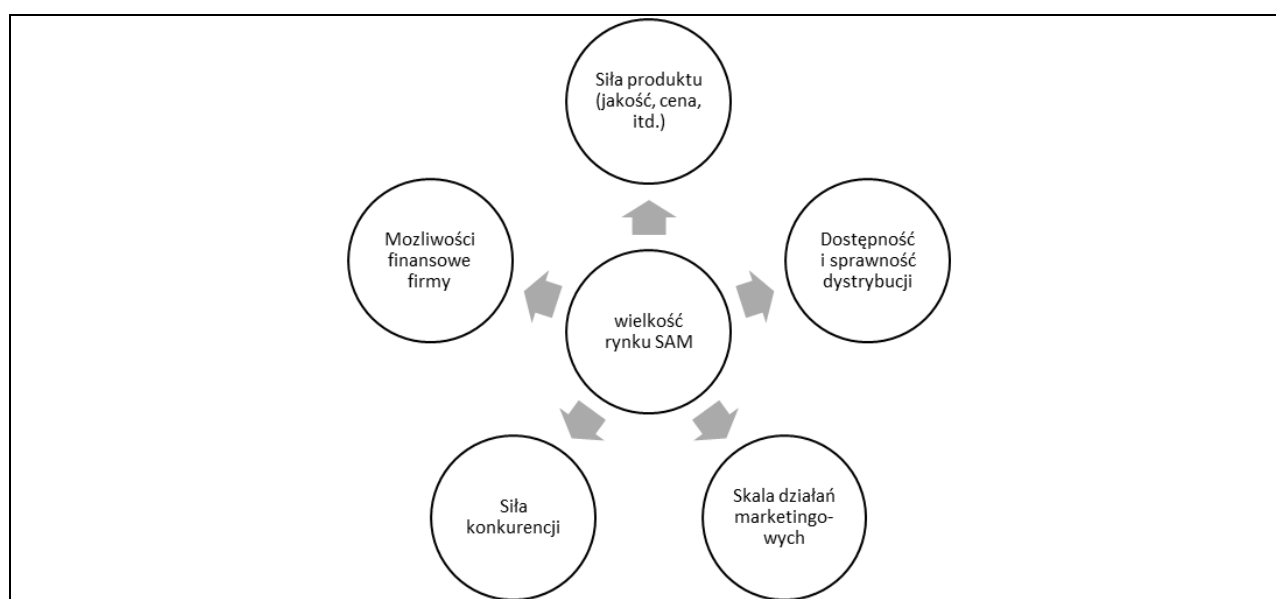 Siła produktu
(jakość, cena,
itd.)
Mozliwości
finansowe
firmy
Dostępność
i sprawność
dystrybucji
wielkość
rynku SAM
Siła
konkurencji
Skala działań
marketingo-
wych